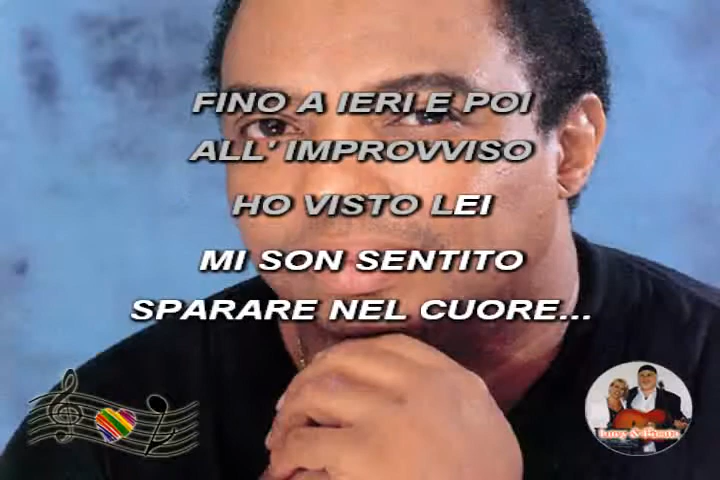 FINO A IERI E POI
ALL' IMPROVVISO
HO VISTO LEI
MI SON SENTITO
SPARARE NEL CUORE...